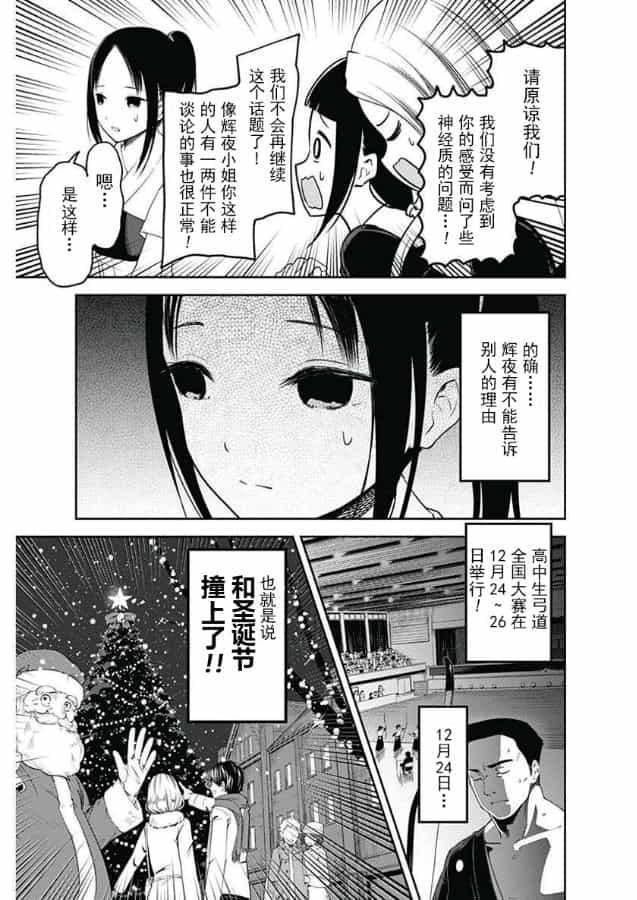 请原谅我们！
我们没有考虑到
你的感受而问了些
神经质的问题…！
我们不会再继续
这个话题了！
像辉夜小姐你这样
的人有一两件不能
谈论的事也很正常！
嗯…
是这样…
的确……
辉夜有不能告诉
别人的理由
高中生弓道
全国大赛在
12月24~26
日举行！
12月24日…
也就是说
和圣诞节
撞上了!!